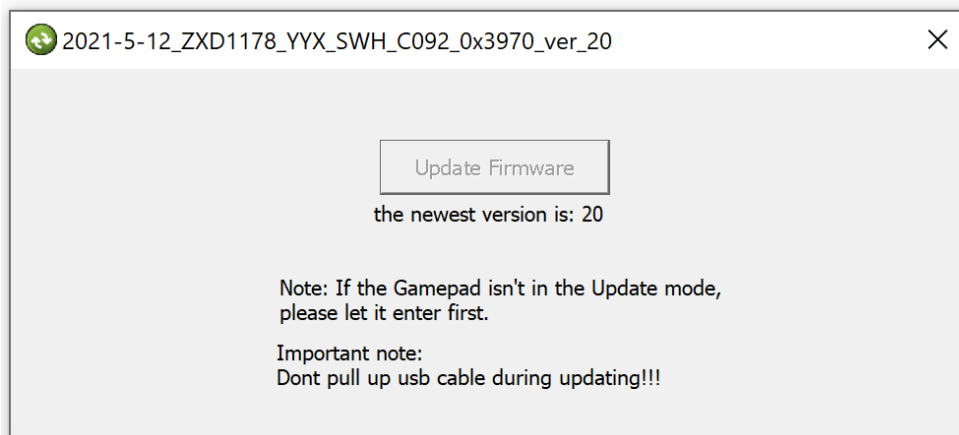 2021-5-12_ZXD1178_YYX_SWH_C092_0x3970_ver_20
Update Firmware
the newest version is: 20
Note: If the Gamepad isn't in the Update mode,
please let it enter first.
Important note:
Dont pull up usb cable during updating!!!